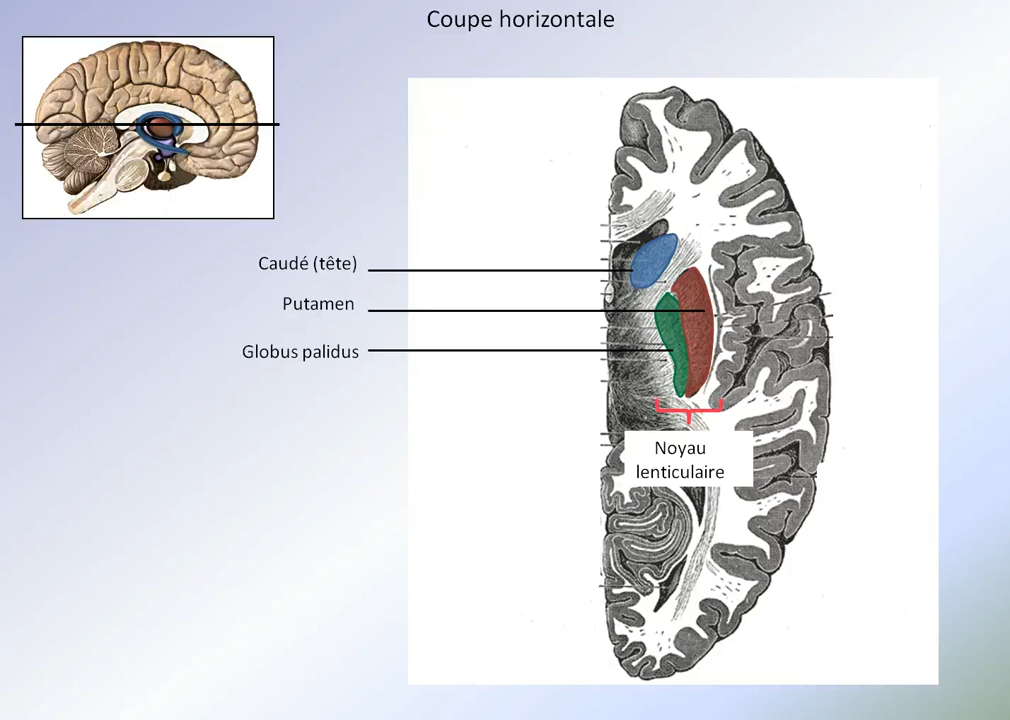 Coupe horizontale
Caudé (tête)
Putamen
Globus palidus
Noyau
lenticulaire